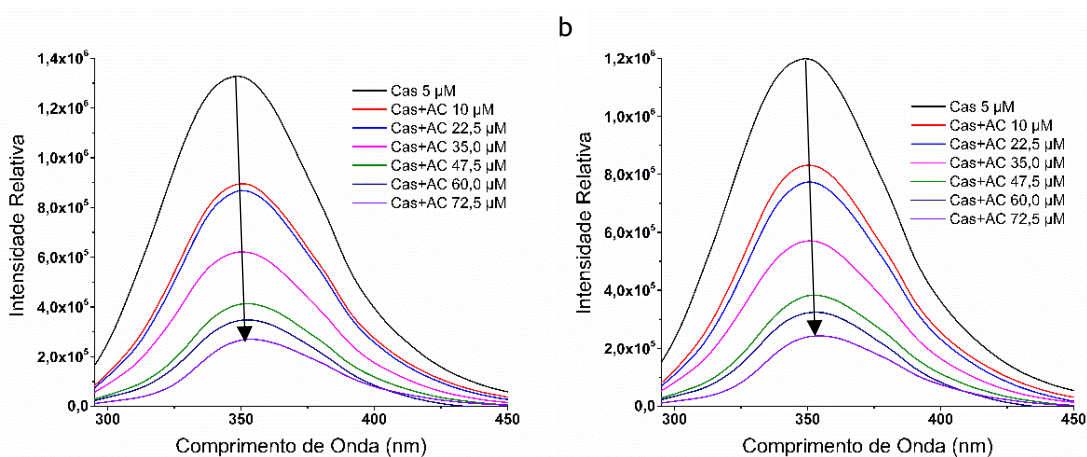 b
Intensidade Relativa
1,4x10⁶
1,2x10⁶
1,0x10⁶
8,0x10⁵
6,0x10⁵
4,0x10⁵
2,0x10⁵
0,0
300
350
400
450
Comprimento de Onda (nm)
Cas 5 µM
Cas+AC 10 µM
Cas+AC 22,5 µM
Cas+AC 35,0 µM
Cas+AC 47,5 µM
Cas+AC 60,0 µM
Cas+AC 72,5 µM
Intensidade Relativa
1,2x10⁶
1,0x10⁶
8,0x10⁵
6,0x10⁵
4,0x10⁵
2,0x10⁵
0,0
300
350
400
450
Comprimento de Onda (nm)
Cas 5 µM
Cas+AC 10 µM
Cas+AC 22,5 µM
Cas+AC 35,0 µM
Cas+AC 47,5 µM
Cas+AC 60,0 µM
Cas+AC 72,5 µM